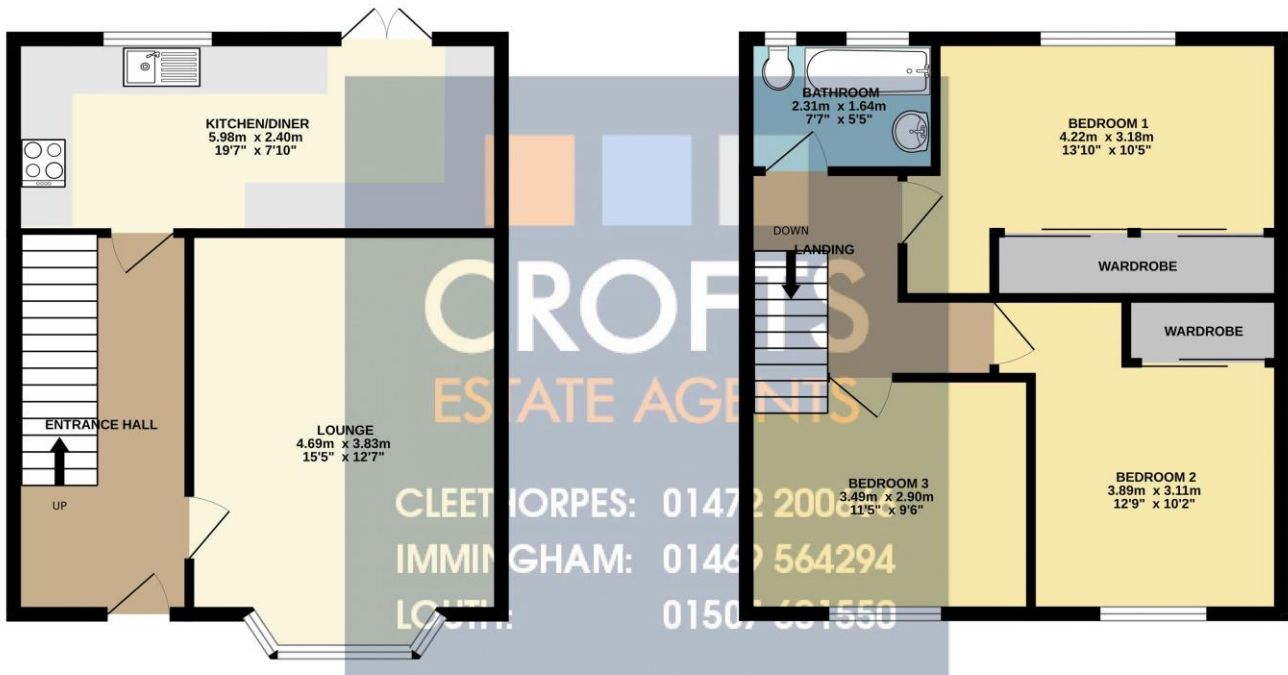 KITCHEN/DINER
5.98m x 2.40m
19'7" x 7'10"
ENTRANCE HALL
UP
LOUNGE
4.69m x 3.83m
15'5" x 12'7"
BATHROOM
2.31m x 1.64m
7'7" x 5'5"
BEDROOM 1
4.22m x 3.18m
13'10" x 10'5"
DOWN
LANDING
WARDROBE
WARDROBE
BEDROOM 3
3.49m x 2.90m
11'5" x 9'6"
BEDROOM 2
3.89m x 3.11m
12'9" x 10'2"
CROFTS
ESTATE AGENTS
CLEETHORPES: 01472
IMMINGHAM: 01469 564294
LOUTH: 01507